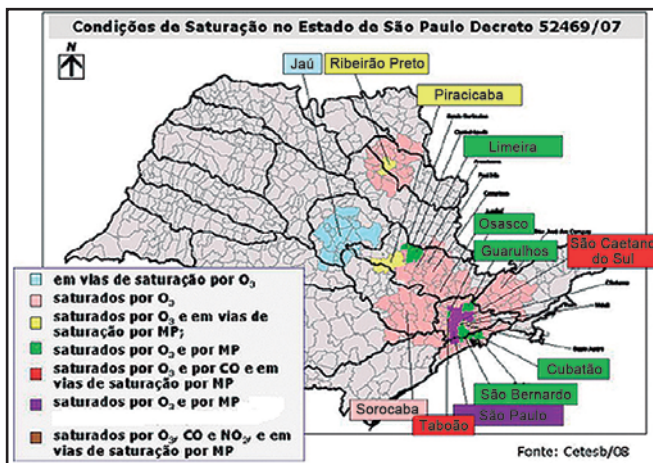 Condições de Saturação no Estado de São Paulo Decreto 52469/07
N
Jaú
Ribeirão Preto
Piracicaba
Limeira
Osasco
Guarulhos
São Caetano
do Sul
Cubatão
São Bernardo
São Paulo
Taboão
Sorocaba
em vias de saturação por O₃
saturados por O₃
saturados por O₃ e em vias de
saturação por MP;
saturados por O₃ e por MP
saturados por O₃ e por CO e em
vias de saturação por MP
saturados por O₃ e por MP
saturados por O₃, CO e NO₂, e em
vias de saturação por MP
Fonte: Cetesb/08